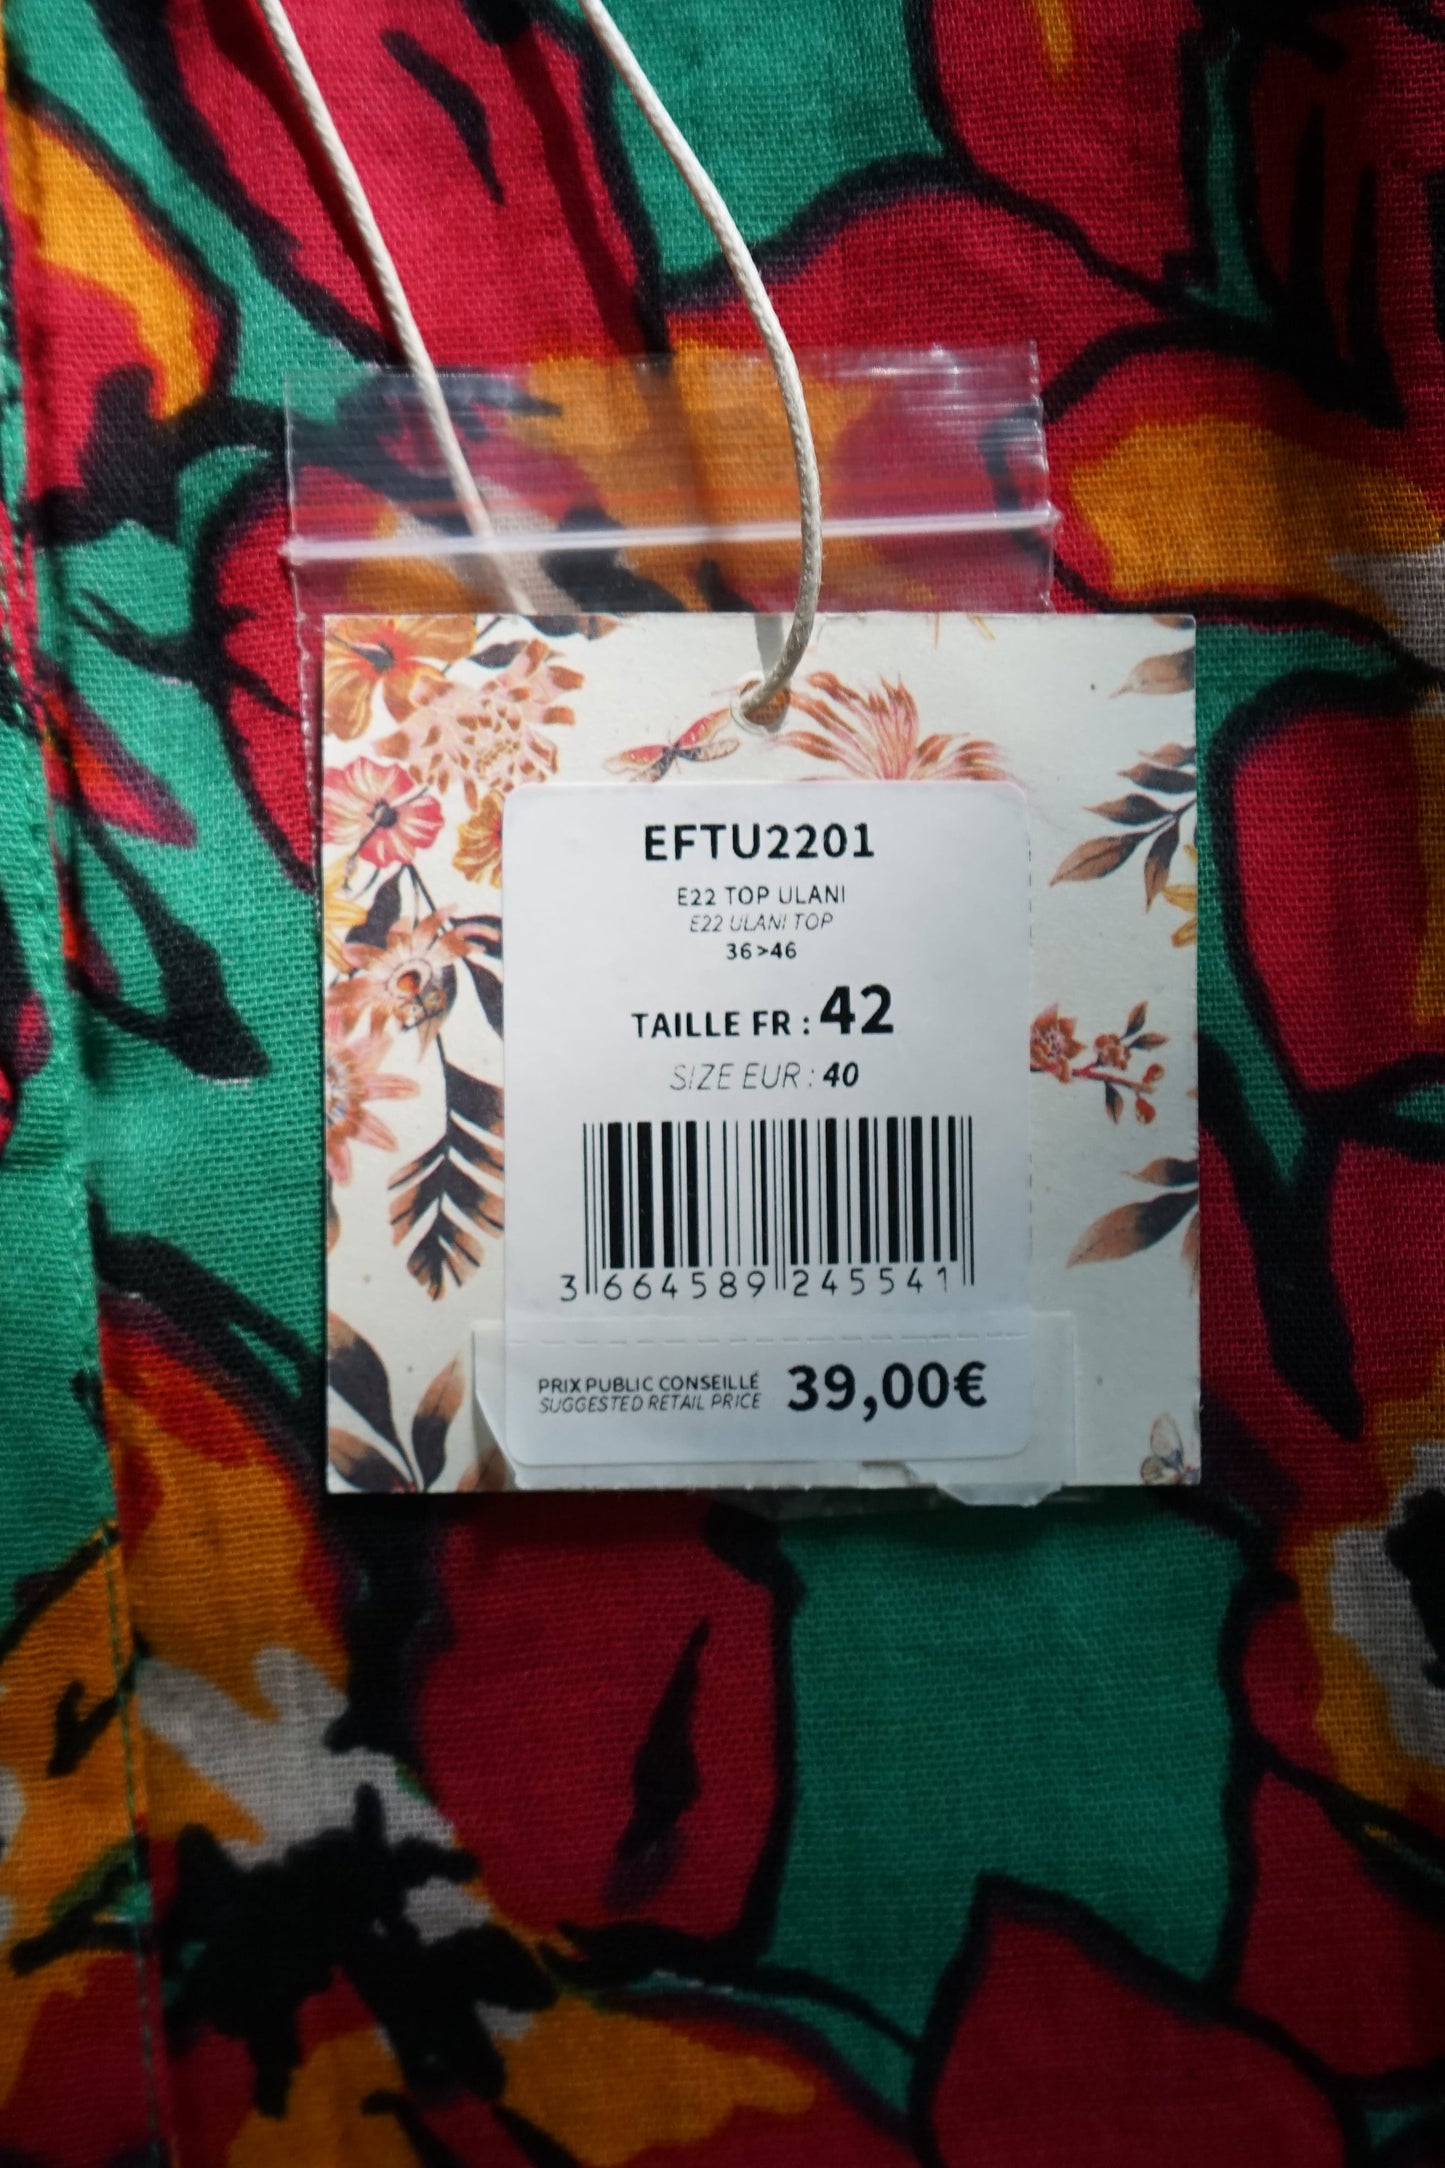 EFTU2201
E22 TOP ULANI
E22 ULANI TOP
36>46
TAILLE FR : 42
SIZE EUR : 40
3 664589 245541
PRIX PUBLIC CONSEILLÉ
SUGGESTED RETAIL PRICE
39,00€